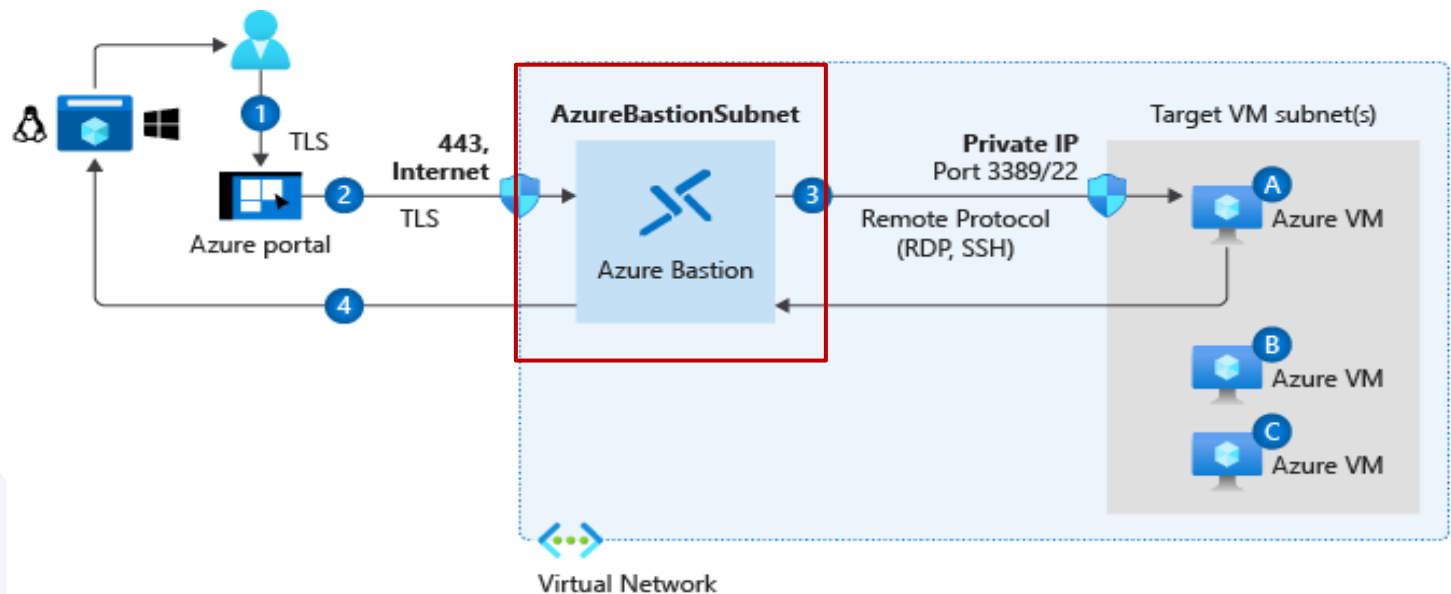 AzureBastionSubnet
Target VM subnet(s)
1
TLS
443,
Internet
Private IP
Port 3389/22
2
TLS
3
Remote Protocol
(RDP, SSH)
A
Azure VM
Azure portal
Azure Bastion
4
B
Azure VM
C
Azure VM
Virtual Network